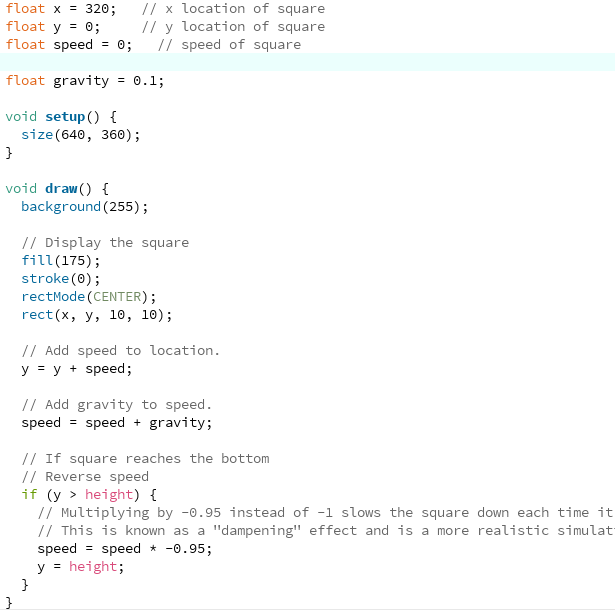 float x = 320;   // x location of square
float y = 0;     // y location of square
float speed = 0;   // speed of square
float gravity = 0.1;
void setup() {
  size(640, 360);
}
void draw() {
  background(255);
  // Display the square
  fill(175);
  stroke(0);
  rectMode(CENTER);
  rect(x, y, 10, 10);
  // Add speed to location.
  y = y + speed;
  // Add gravity to speed.
  speed = speed + gravity;
  // If square reaches the bottom
  // Reverse speed
  if (y > height) {
    // Multiplying by -0.95 instead of -1 slows the square down each time it
    // This is known as a "dampening" effect and is a more realistic simulat
    speed = speed * -0.95;
    y = height;
  }
}